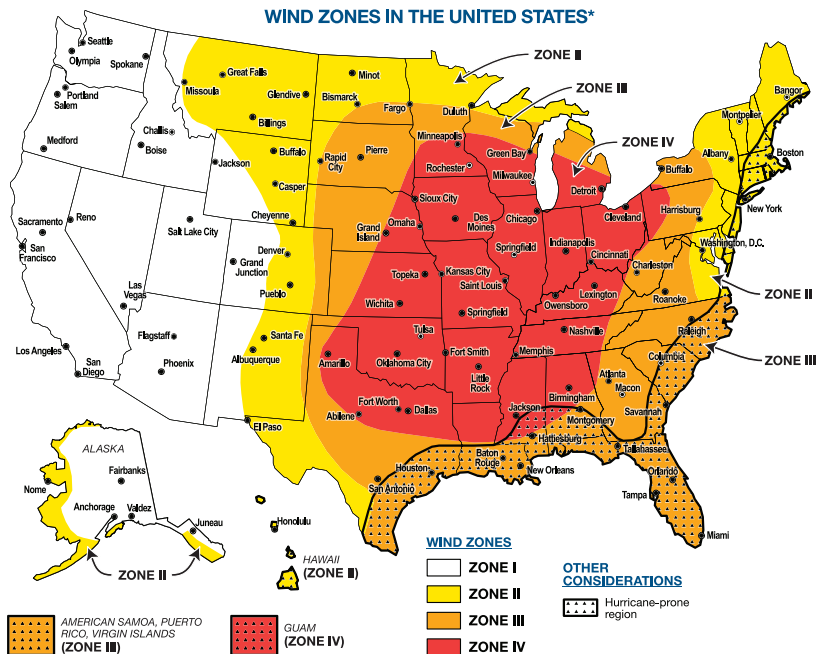 WIND ZONES IN THE UNITED STATES*
ZONE II
ZONE III
ZONE IV
Seattle
Olympia
Spokane
Portland
Salem
Medford
Great Falls
Missoula
Glendive
Billings
Minot
Bismarck
Fargo
Duluth
Challis
Boise
Jackson
Buffalo
Casper
Cheyenne
Rapid
City
Pierre
Minneapolis
Rochester
Green Bay
Milwaukee
Detroit
Buffalo
Albany
Montpelier
Bangor
Boston
New York
Harrisburg
Washington, D.C.
Sacramento
Reno
San
Francisco
Salt Lake City
Grand
Junction
Denver
Pueblo
Las
Vegas
Grand
Island
Omaha
Sioux City
Des
Moines
Chicago
Cleveland
Springfield
Indianapolis
Cincinnati
Charleston
Roanoke
ZONE II
Topeka
Kansas City
Saint Louis
Wichita
Springfield
Owensboro
Lexington
Nashville
Raleigh
Columbia
ZONE III
Los Angeles
San
Diego
Flagstaff
Phoenix
Santa Fe
Albuquerque
El Paso
Amarillo
Tulsa
Oklahoma City
Fort Smith
Little
Rock
Memphis
Atlanta
Macon
Savannah
Birmingham
Montgomery
Fort Worth
Dallas
Abilene
Jackson
Hattiesburg
Tallahassee
Houston
San Antonio
Baton
Rouge
New Orleans
Orlando
Tampa
Miami
ALASKA
Fairbanks
Nome
Anchorage
Valdez
Juneau
ZONE II
Honolulu
HAWAII
(ZONE II)
WIND ZONES
ZONE I
ZONE II
ZONE III
ZONE IV
OTHER
CONSIDERATIONS
Hurricane-prone
region
AMERICAN SAMOA, PUERTO
RICO, VIRGIN ISLANDS
(ZONE III)
GUAM
(ZONE IV)